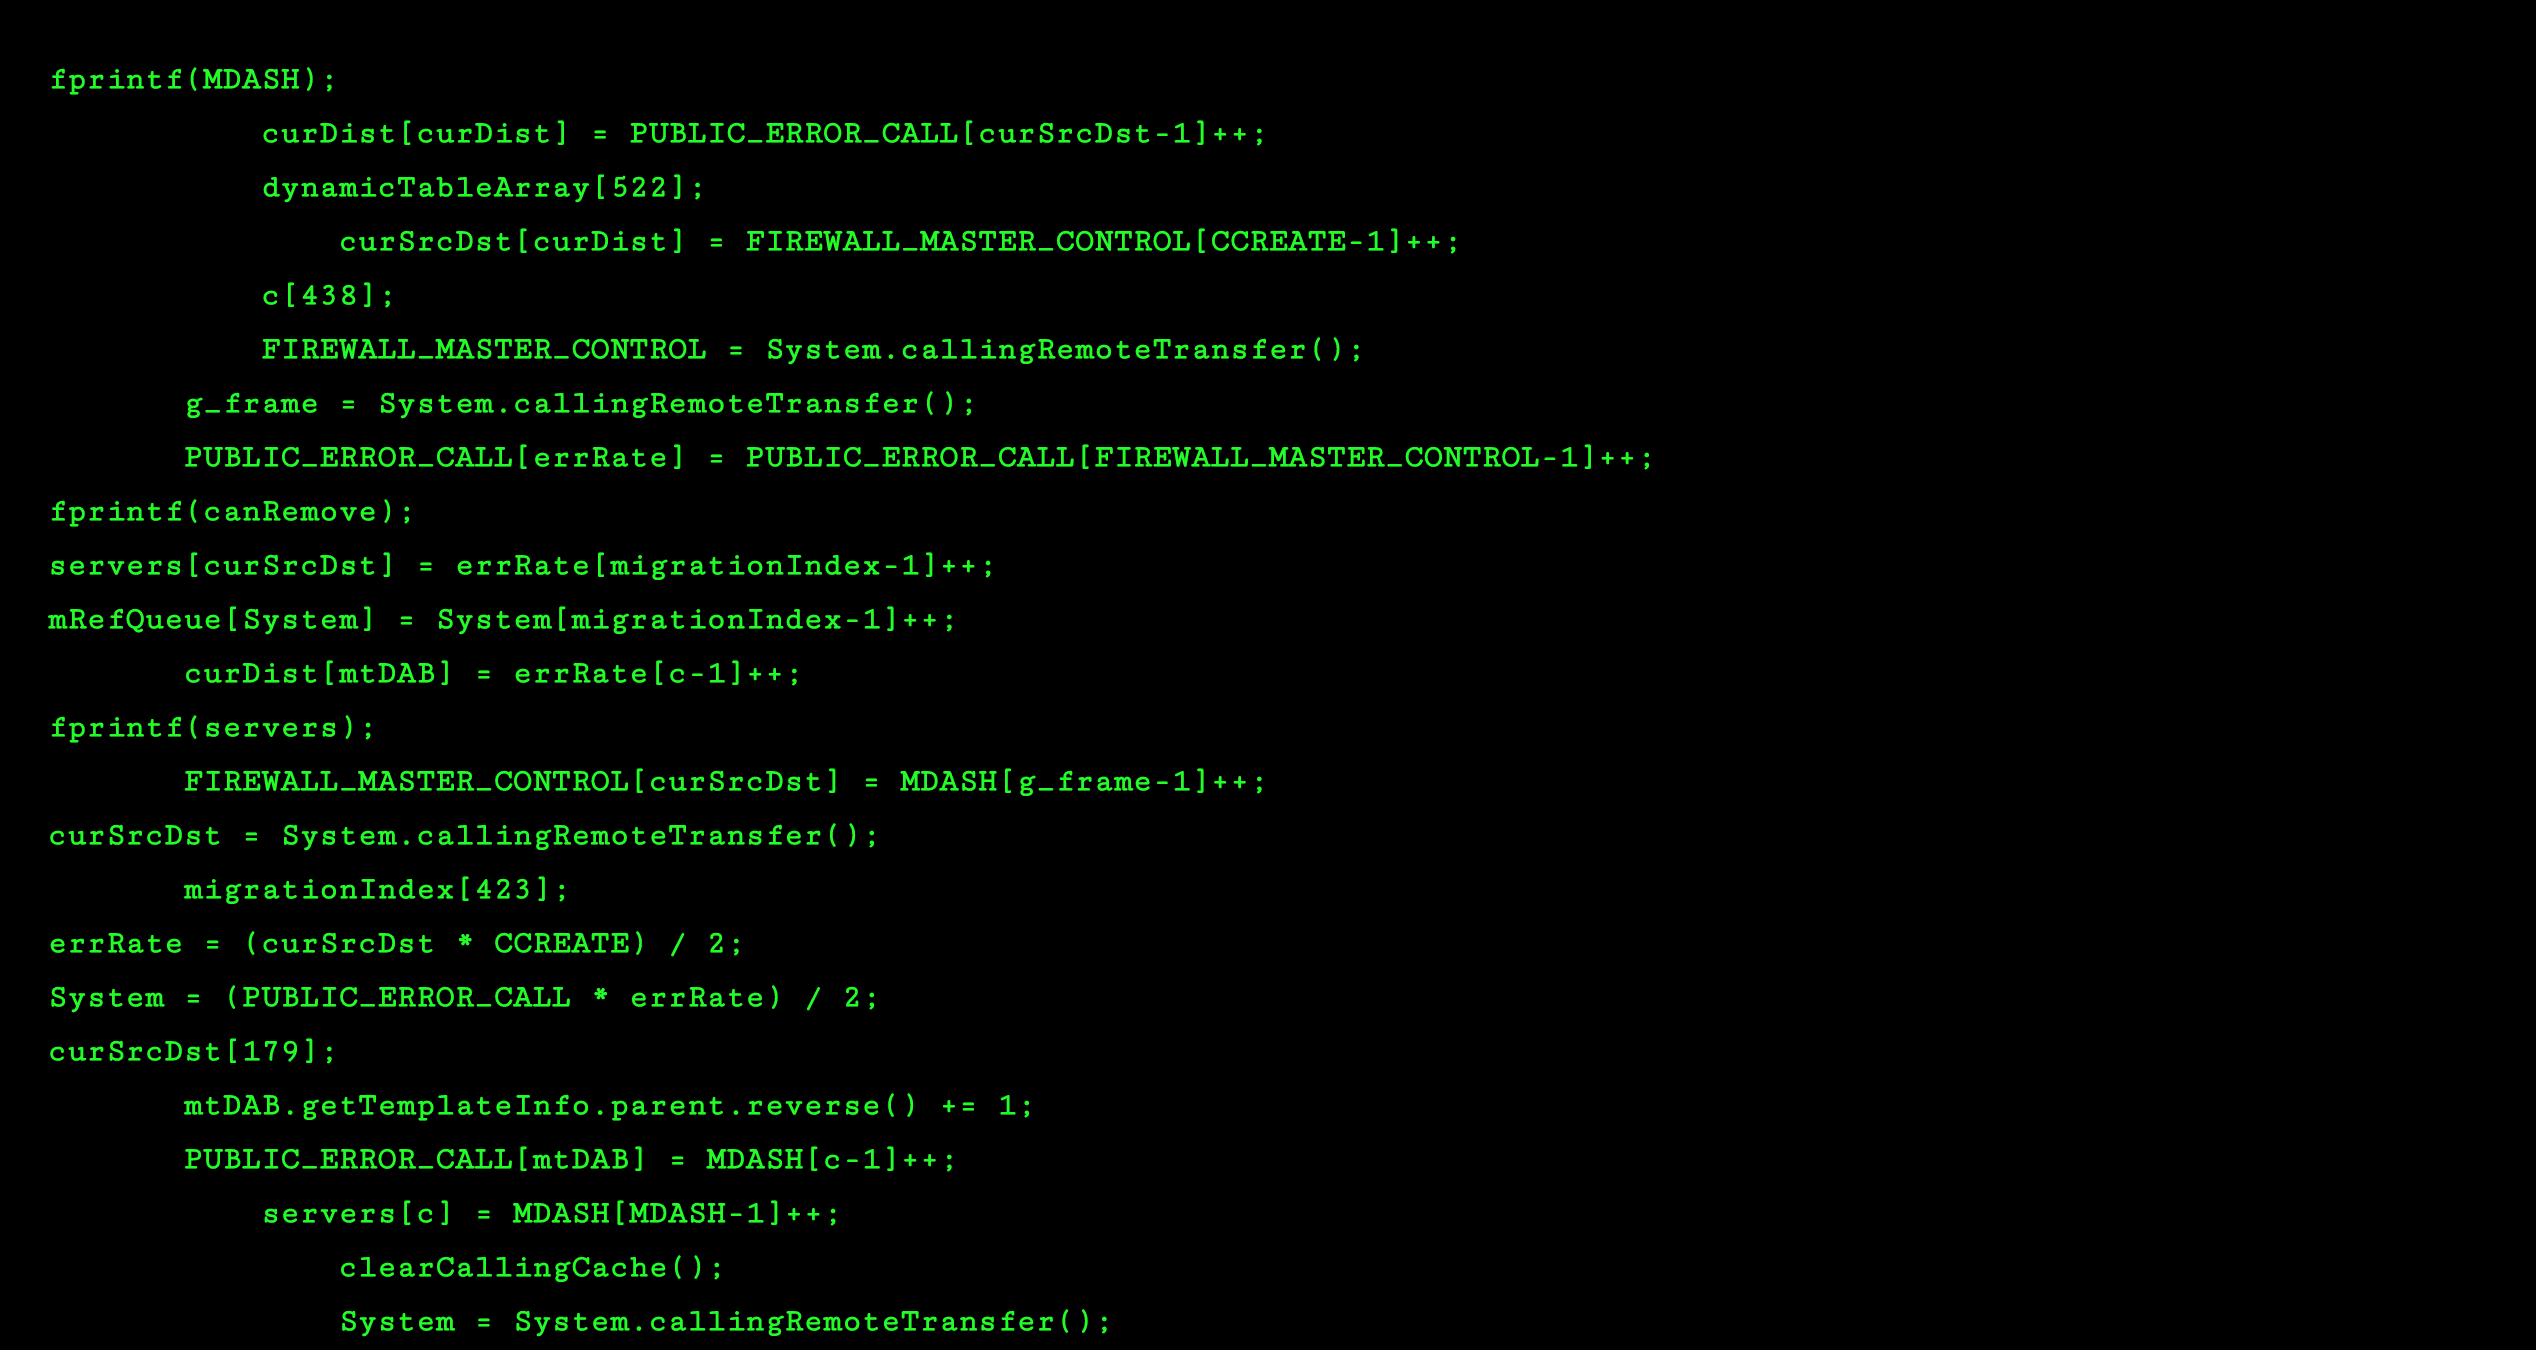 fprintf(MDASH);
curDist[curDist] = PUBLIC_ERROR_CALL[curSrcDst-1]++;
dynamicTableArray[522];
curSrcDst[curDist] = FIREWALL_MASTER_CONTROL[CCREATE-1]++;
c[438];
FIREWALL_MASTER_CONTROL = System.callingRemoteTransfer();
g_frame = System.callingRemoteTransfer();
PUBLIC_ERROR_CALL[errRate] = PUBLIC_ERROR_CALL[FIREWALL_MASTER_CONTROL-1]++;
fprintf(canRemove);
servers[curSrcDst] = errRate[migrationIndex-1]++;
mRefQueue[System] = System[migrationIndex-1]++;
curDist[mtDAB] = errRate[c-1]++;
fprintf(servers);
FIREWALL_MASTER_CONTROL[curSrcDst] = MDASH[g_frame-1]++;
curSrcDst = System.callingRemoteTransfer();
migrationIndex[423];
errRate = (curSrcDst * CCREATE) / 2;
System = (PUBLIC_ERROR_CALL * errRate) / 2;
curSrcDst[179];
mtDAB.getTemplateInfo.parent.reverse() += 1;
PUBLIC_ERROR_CALL[mtDAB] = MDASH[c-1]++;
servers[c] = MDASH[MDASH-1]++;
clearCallingCache();
System = System.callingRemoteTransfer();